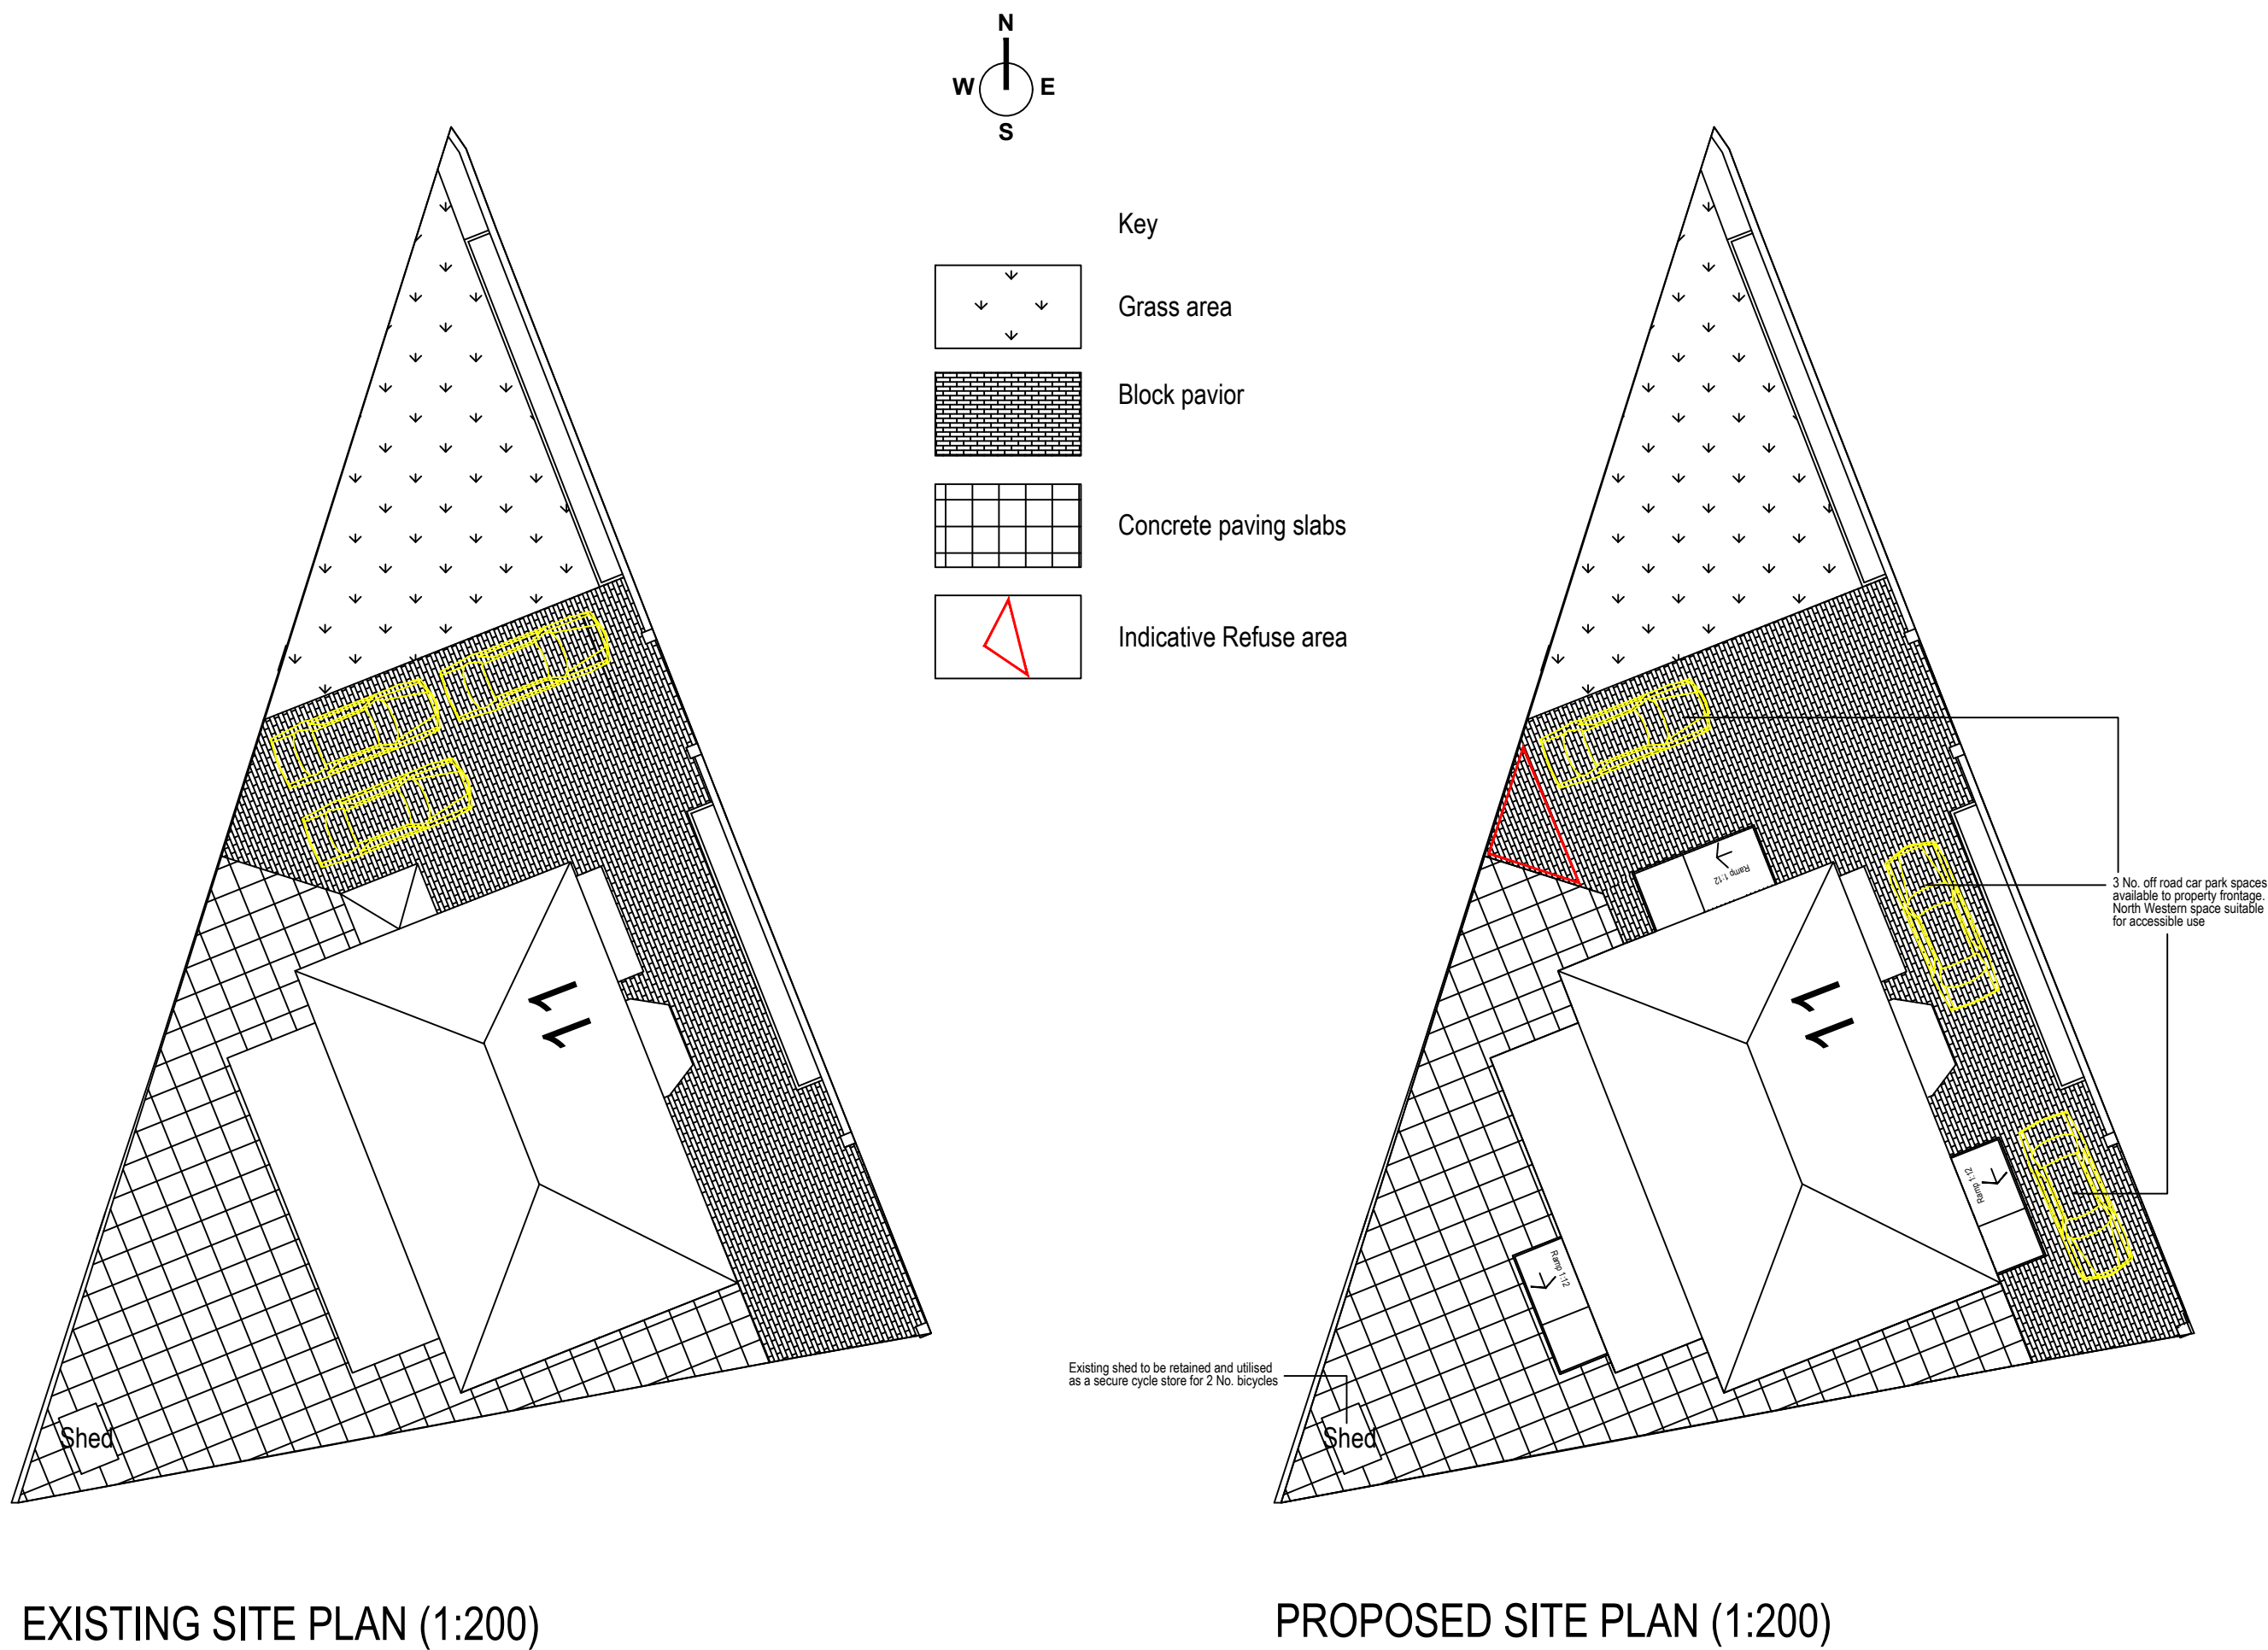 N
W E
S
Key
Grass area
Block pavior
Concrete paving slabs
Indicative Refuse area
11
Shed
EXISTING SITE PLAN (1:200)
Ramp 1:12
11
Ramp 1:12
Ramp 1:12
Shed
3 No. off road car park spaces
available to property frontage.
North Western space suitable
for accessible use
Existing shed to be retained and utilised
as a secure cycle store for 2 No. bicycles
PROPOSED SITE PLAN (1:200)